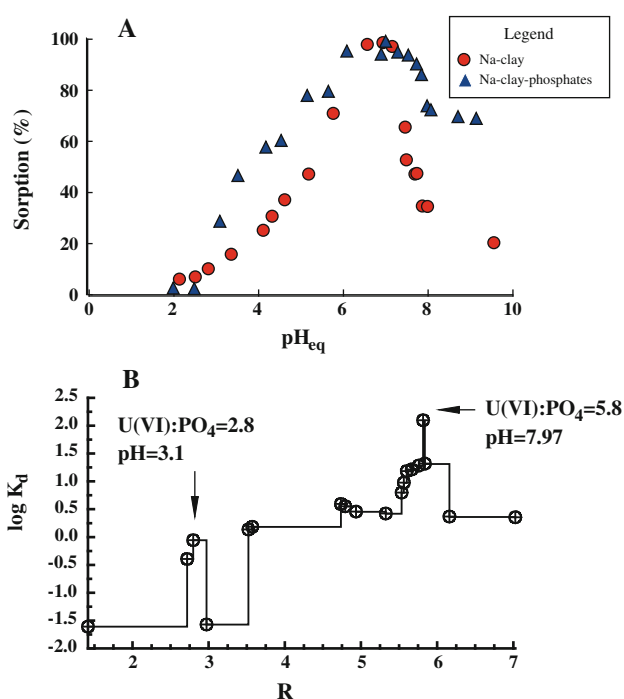 A
Legend
Na-clay
Na-clay-phosphates
Sorption (%)
100
80
60
40
20
0
0 2 4 6 8 10
pHeq
B
U(VI):PO4=2.8
pH=3.1
U(VI):PO4=5.8
pH=7.97
log Kd
2.5
2.0
1.5
1.0
0.5
0.0
-0.5
-1.0
-1.5
-2.0
2 3 4 5 6 7
R